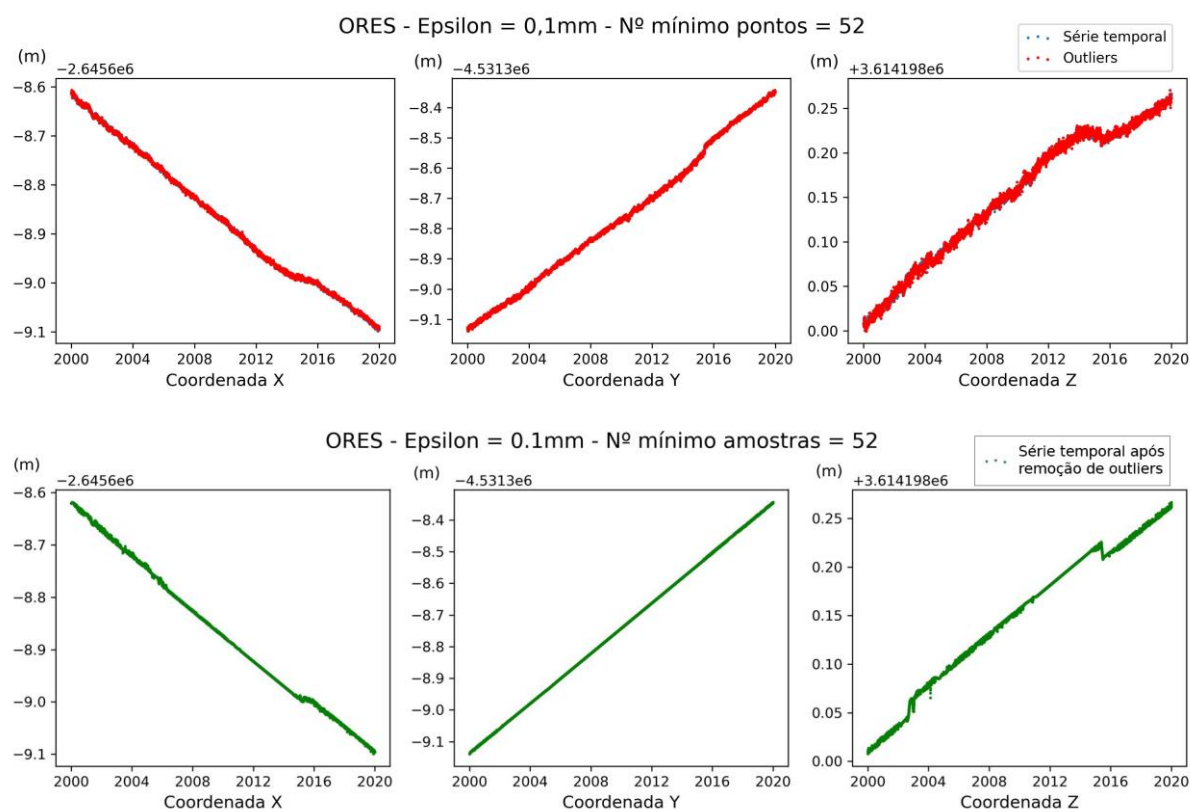 ORES - Epsilon = 0,1mm - Nº mínimo pontos = 52
Série temporal
Outliers
(m)
−2.6456e6
−8.6
−8.7
−8.8
−8.9
−9.0
−9.1
2000 2004 2008 2012 2016 2020
Coordenada X
(m)
−4.5313e6
−8.4
−8.5
−8.6
−8.7
−8.8
−8.9
−9.0
−9.1
2000 2004 2008 2012 2016 2020
Coordenada Y
(m)
+3.614198e6
0.25
0.20
0.15
0.10
0.05
0.00
2000 2004 2008 2012 2016 2020
Coordenada Z
ORES - Epsilon = 0.1mm - Nº mínimo amostras = 52
Série temporal após
remoção de outliers
(m)
−2.6456e6
−8.6
−8.7
−8.8
−8.9
−9.0
−9.1
2000 2004 2008 2012 2016 2020
Coordenada X
(m)
−4.5313e6
−8.4
−8.5
−8.6
−8.7
−8.8
−8.9
−9.0
−9.1
2000 2004 2008 2012 2016 2020
Coordenada Y
(m)
+3.614198e6
0.25
0.20
0.15
0.10
0.05
0.00
2000 2004 2008 2012 2016 2020
Coordenada Z